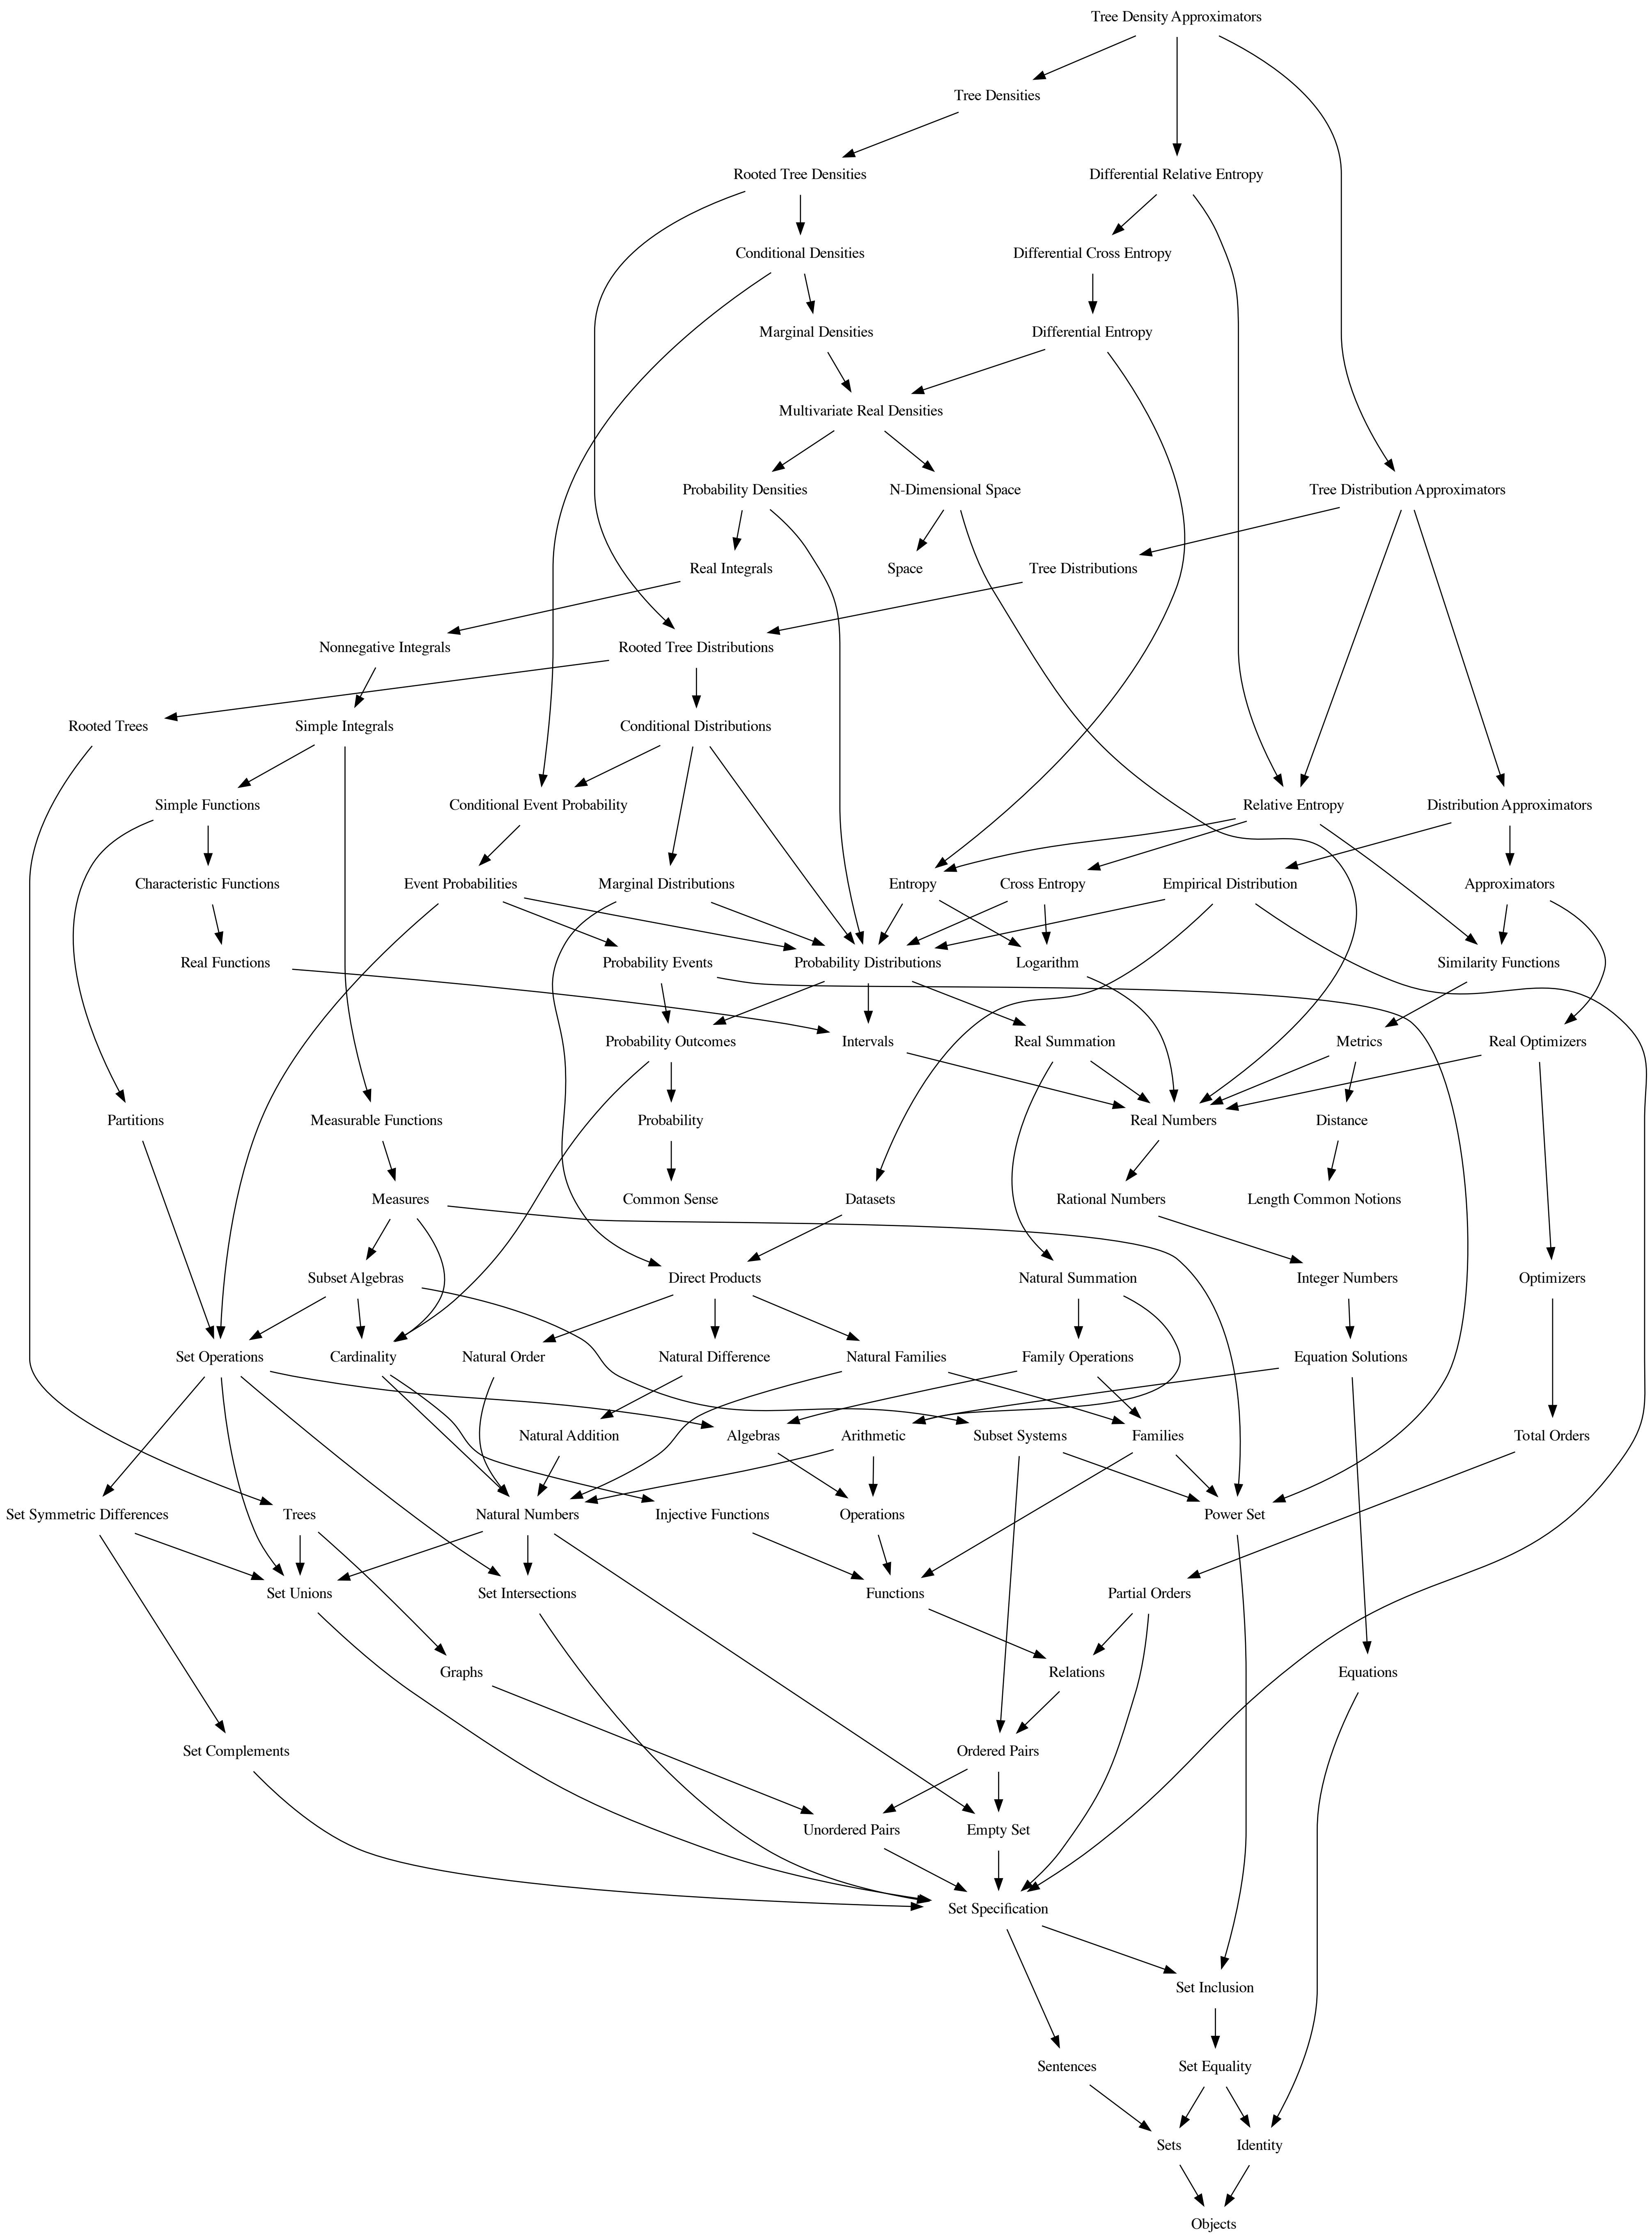 Tree Density Approximators
Tree Densities
Rooted Tree Densities
Differential Relative Entropy
Conditional Densities
Differential Cross Entropy
Marginal Densities
Differential Entropy
Multivariate Real Densities
Probability Densities
N-Dimensional Space
Tree Distribution Approximators
Real Integrals
Space
Tree Distributions
Nonnegative Integrals
Rooted Tree Distributions
Rooted Trees
Simple Integrals
Conditional Distributions
Simple Functions
Conditional Event Probability
Relative Entropy
Distribution Approximators
Characteristic Functions
Event Probabilities
Marginal Distributions
Entropy
Cross Entropy
Empirical Distribution
Approximators
Real Functions
Probability Events
Probability Distributions
Logarithm
Similarity Functions
Probability Outcomes
Intervals
Real Summation
Metrics
Real Optimizers
Partitions
Measurable Functions
Probability
Real Numbers
Distance
Measures
Common Sense
Datasets
Rational Numbers
Length Common Notions
Subset Algebras
Direct Products
Natural Summation
Integer Numbers
Optimizers
Set Operations
Cardinality
Natural Order
Natural Difference
Natural Families
Family Operations
Equation Solutions
Natural Addition
Algebras
Arithmetic
Subset Systems
Families
Total Orders
Set Symmetric Differences
Trees
Natural Numbers
Injective Functions
Operations
Power Set
Set Unions
Set Intersections
Functions
Partial Orders
Graphs
Relations
Equations
Set Complements
Ordered Pairs
Unordered Pairs
Empty Set
Set Specification
Set Inclusion
Sentences
Set Equality
Sets
Identity
Objects